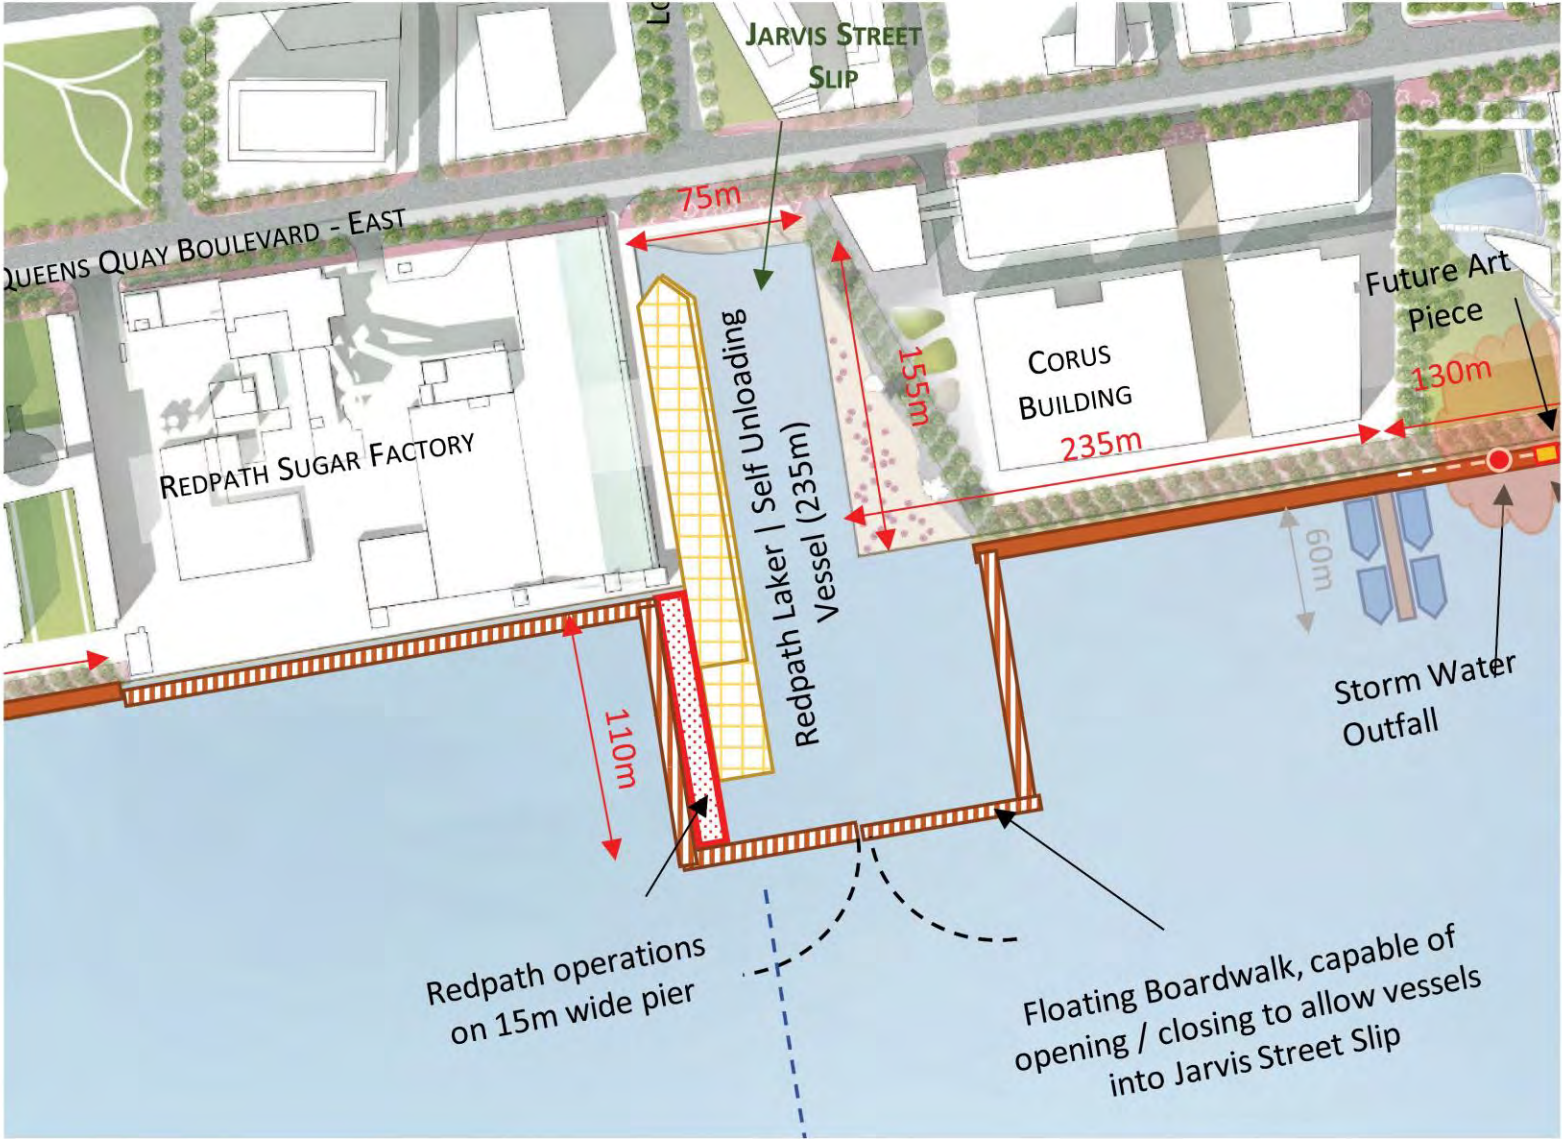 JARVIS STREET
SLIP
75m
QUEENS QUAY BOULEVARD - EAST
Future Art
Piece
130m
155m
CORUS
BUILDING
235m
REDPATH SUGAR FACTORY
Redpath Laker | Self Unloading
Vessel (235m)
60m
Storm Water
Outfall
110m
Redpath operations
on 15m wide pier
Floating Boardwalk, capable of
opening / closing to allow vessels
into Jarvis Street Slip